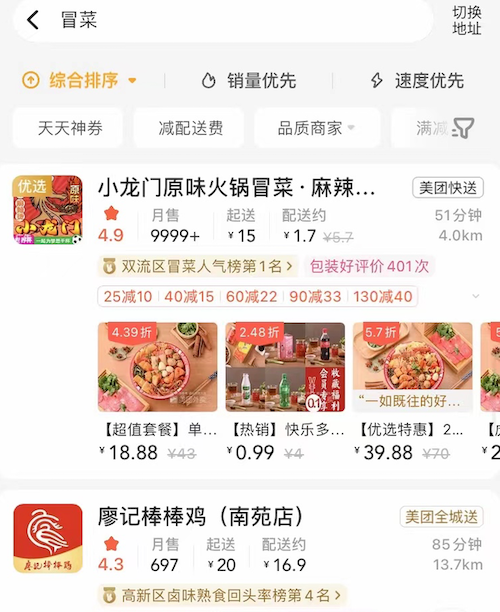 冒菜
切换
地址
综合排序
销量优先
速度优先
天天神券
减配送费
品质商家
满减
优选
原味
小龙门
小龙门原味火锅冒菜·麻辣...
美团快送
月售
起送
配送约
51分钟
4.9
9999+
¥15
¥1.7 ¥5.7
4.0km
双流区冒菜人气榜第1名
包装好评价401次
25减10
40减15
60减22
90减33
130减40
4.39折
2.48折
5.7折
收藏福利
会员专享
0.1
“一如既往的好...
【超值套餐】单...
【热销】快乐多...
【优选特惠】2...
¥18.88 ¥43
¥0.99 ¥4
¥39.88 ¥70
廖记棒棒鸡
廖记棒棒鸡（南苑店）
美团全城送
月售
起送
配送约
85分钟
4.3
697
¥20
¥16.9
13.7km
高新区卤味熟食回头率榜第4名